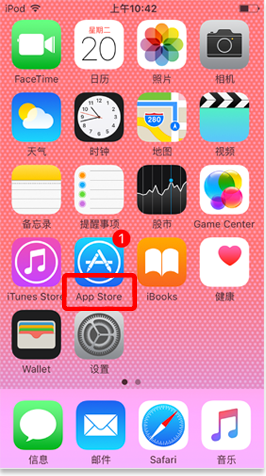 iPod 上午10:42
星期二
20
FaceTime 日历 照片 相机
280
天气 时钟 地图 视频
备忘录 提醒事项 股市 Game Center
1
iTunes Store App Store iBooks 健康
Wallet 设置
信息 邮件 Safari 音乐